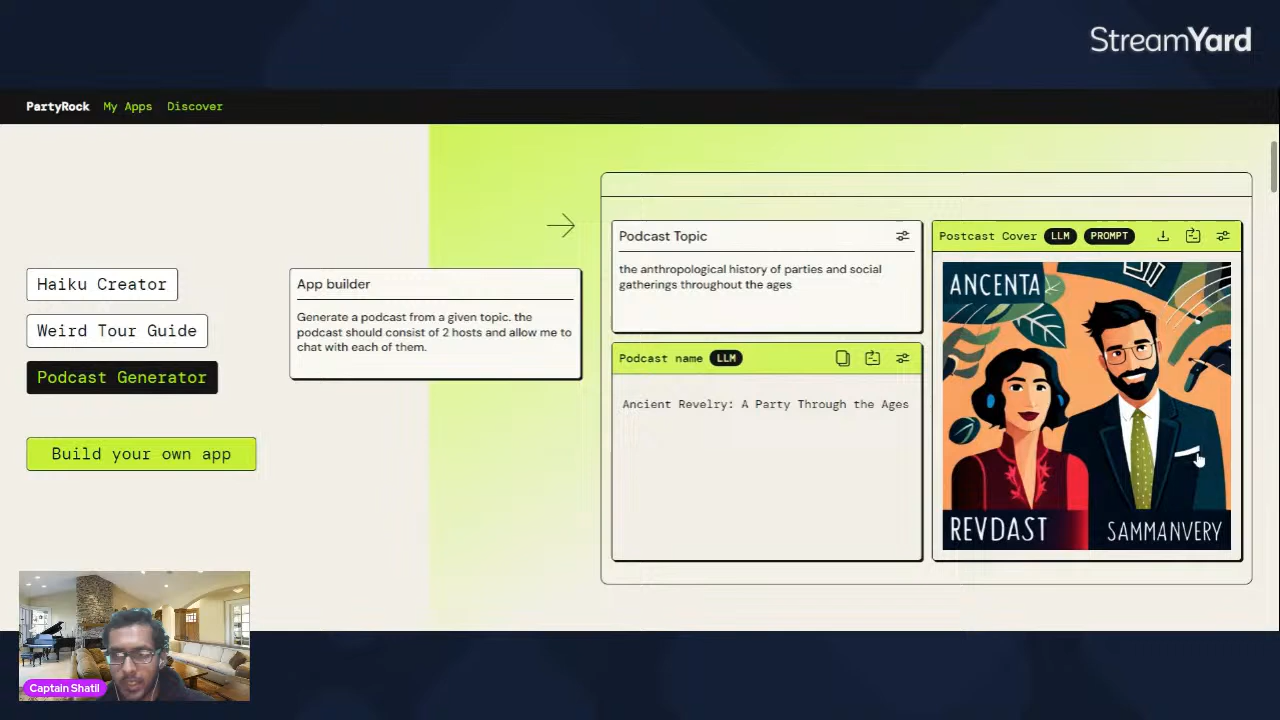 StreamYard
PartyRock My Apps Discover
Haiku Creator
Weird Tour Guide
Podcast Generator
Build your own app
App builder
Generate a podcast from a given topic. the
podcast should consist of 2 hosts and allow me to
chat with each of them.
Podcast Topic
the anthropological history of parties and social
gatherings throughout the ages
Podcast name LLM
Ancient Revelry: A Party Through the Ages
Postcast Cover LLM PROMPT
ANCENTA
REVDAST SAMMANVERY
Captain Shatil